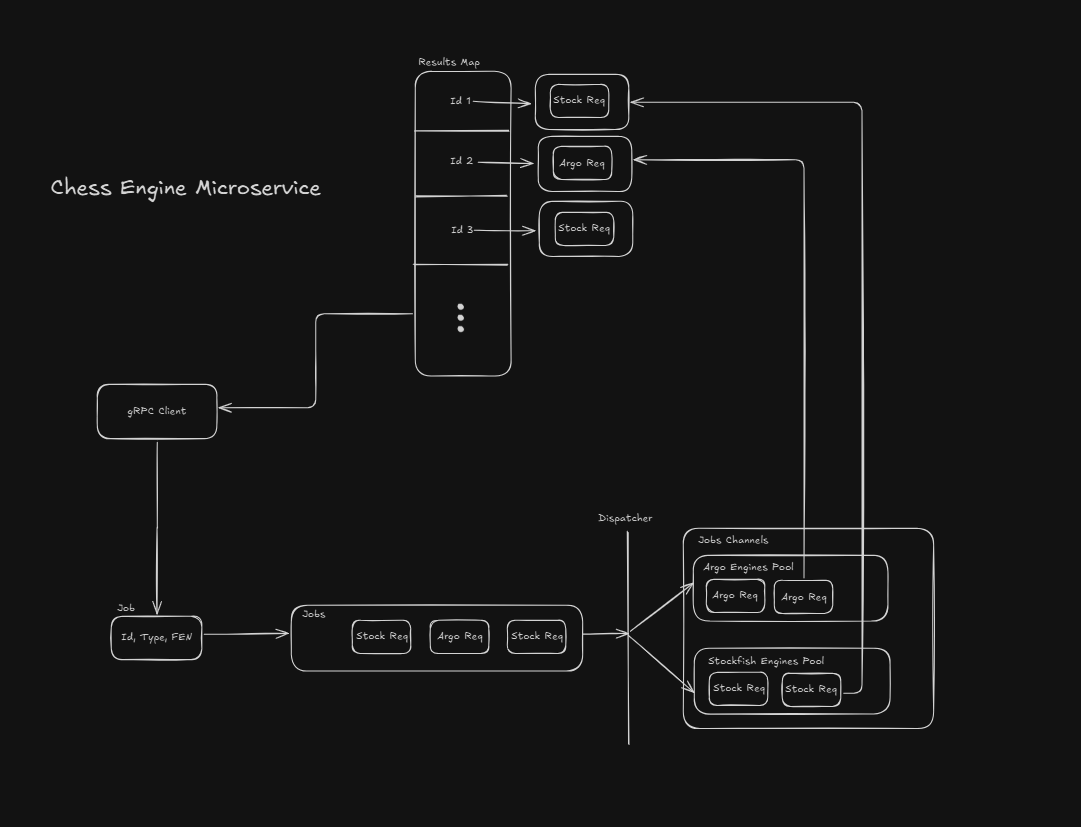 Results Map
Id 1
Stock Req
Id 2
Argo Req
Chess Engine Microservice
Id 3
Stock Req
gRPC Client
Dispatcher
Jobs Channels
Argo Engines Pool
Argo Req
Argo Req
Job
Id, Type, FEN
Jobs
Stock Req
Argo Req
Stock Req
Stockfish Engines Pool
Stock Req
Stock Req